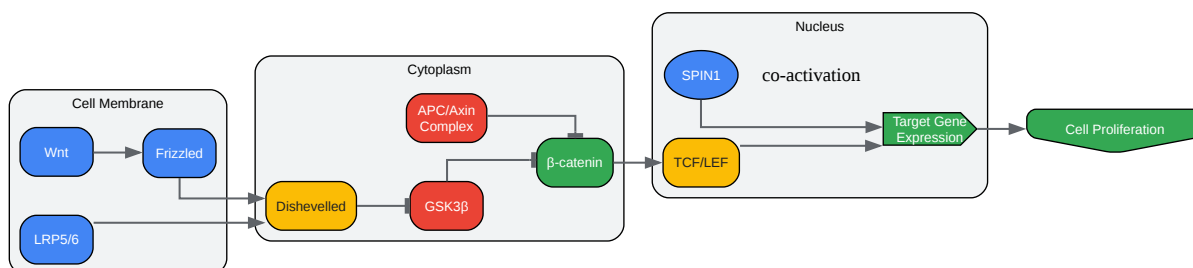 Cell Membrane
Wnt
Frizzled
LRP5/6
Cytoplasm
APC/Axin
Complex
β-catenin
Dishevelled
GSK3β
Nucleus
SPIN1
co-activation
TCF/LEF
Target Gene
Expression
Cell Proliferation